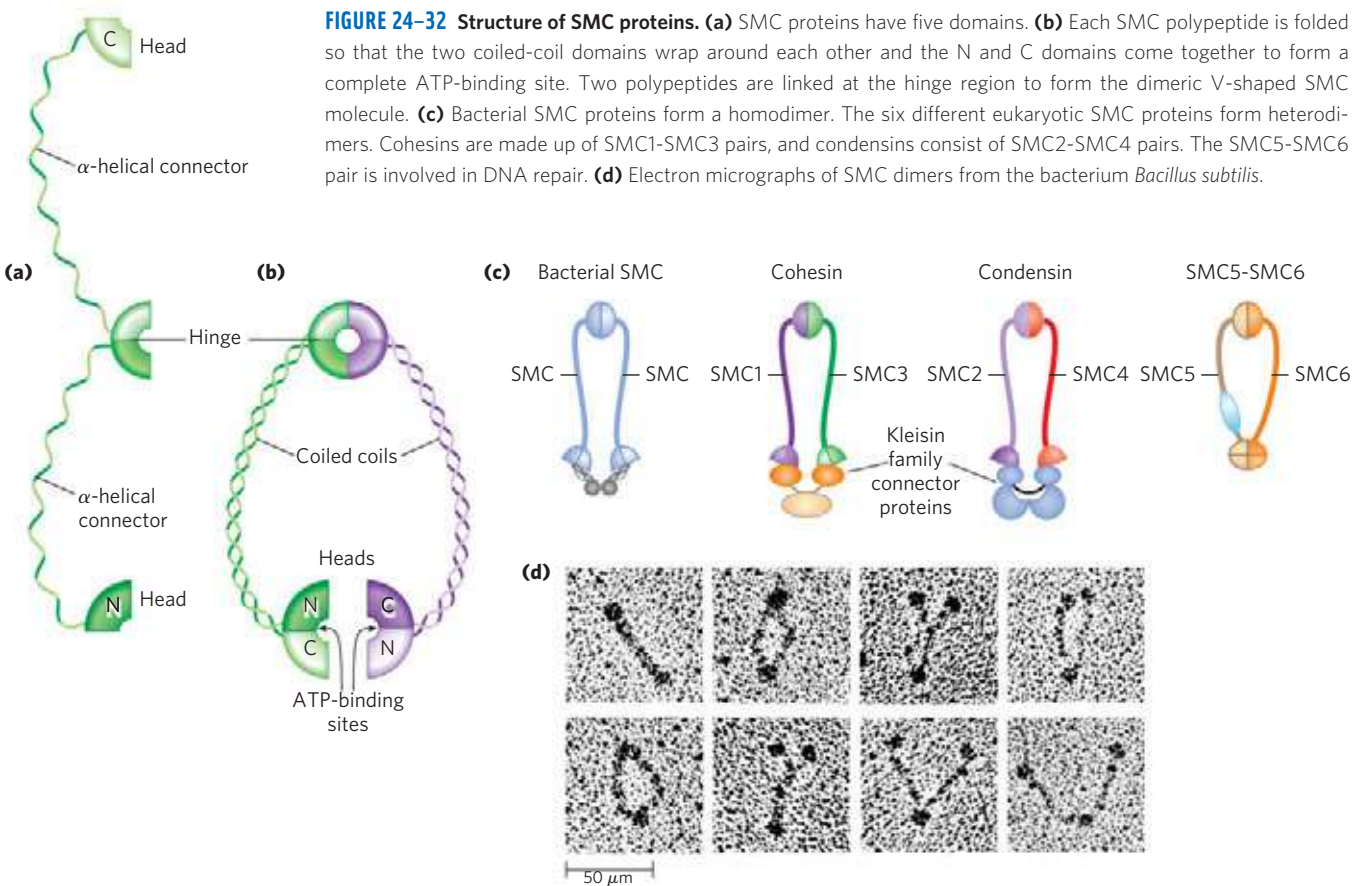 FIGURE 24–32 Structure of SMC proteins. (a) SMC proteins have five domains. (b) Each SMC polypeptide is folded
so that the two coiled-coil domains wrap around each other and the N and C domains come together to form a
complete ATP-binding site. Two polypeptides are linked at the hinge region to form the dimeric V-shaped SMC
molecule. (c) Bacterial SMC proteins form a homodimer. The six different eukaryotic SMC proteins form heterodi-
mers. Cohesins are made up of SMC1-SMC3 pairs, and condensins consist of SMC2-SMC4 pairs. The SMC5-SMC6
pair is involved in DNA repair. (d) Electron micrographs of SMC dimers from the bacterium Bacillus subtilis.
(a)
C
Head
α-helical connector
Hinge
α-helical
connector
N
Head
(b)
Coiled coils
Heads
N
C
C
N
ATP-binding
sites
(c)
Bacterial SMC
SMC
SMC
Cohesin
SMC1
SMC3
Condensin
SMC2
SMC4
SMC5-SMC6
SMC5
SMC6
Kleisin
family
connector
proteins
(d)
50 μm